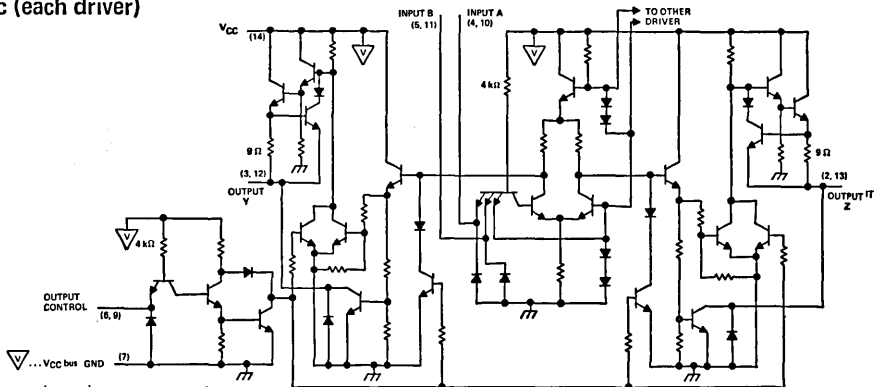 c (each driver)
VCC
(14)
V
INPUT B
(5, 11)
INPUT A
(4, 10)
V
TO OTHER
DRIVER
4 kΩ
9 Ω
9 Ω
(3, 12)
OUTPUT
Y
(2, 13)
OUTPUT
Z
IT
V
4 kΩ
OUTPUT
CONTROL
(6, 9)
V ...VCC bus GND (7)